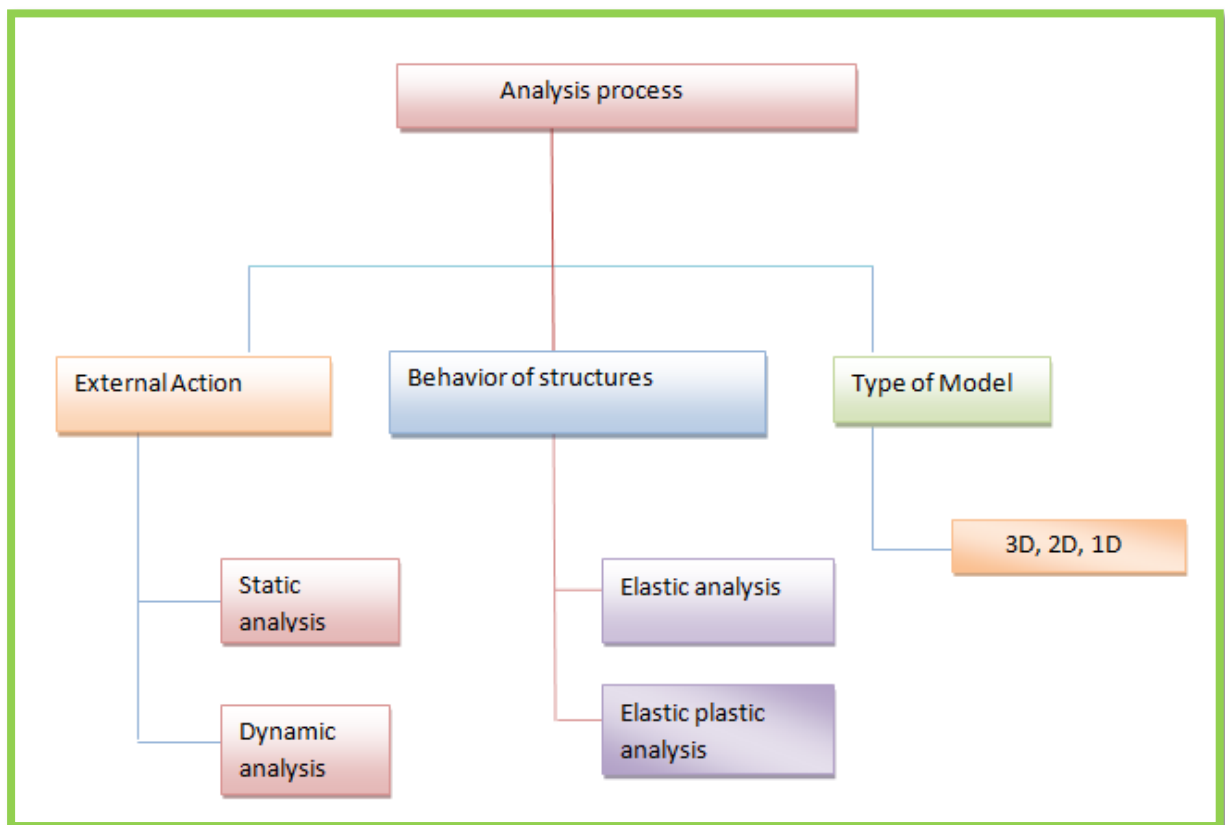 Analysis process
External Action
Behavior of structures
Type of Model
Static
analysis
Dynamic
analysis
Elastic analysis
Elastic plastic
analysis
3D, 2D, 1D